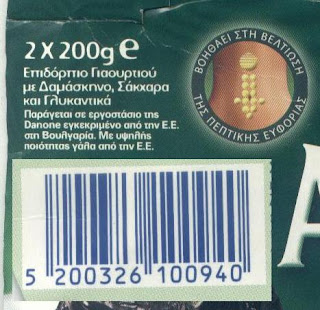 2 X 200g e
Επιδόρπιο Γιαουρτιού
με Δαμάσκηνο, Σάκχαρα
και Γλυκαντικά
Παράγεται σε εργοστάσιο της
Danone εγκεκριμένο από την Ε.Ε.
στη Βουλγαρία. Με υψηλής
ποιότητας γάλα από την Ε.Ε.
ΒΟΗΘΑΕΙ ΣΤΗ ΒΕΛΤΙΩΣΗ
ΤΗΣ ΠΕΠΤΙΚΗΣ ΕΥΦΟΡΙΑΣ
A
5 200326 100940